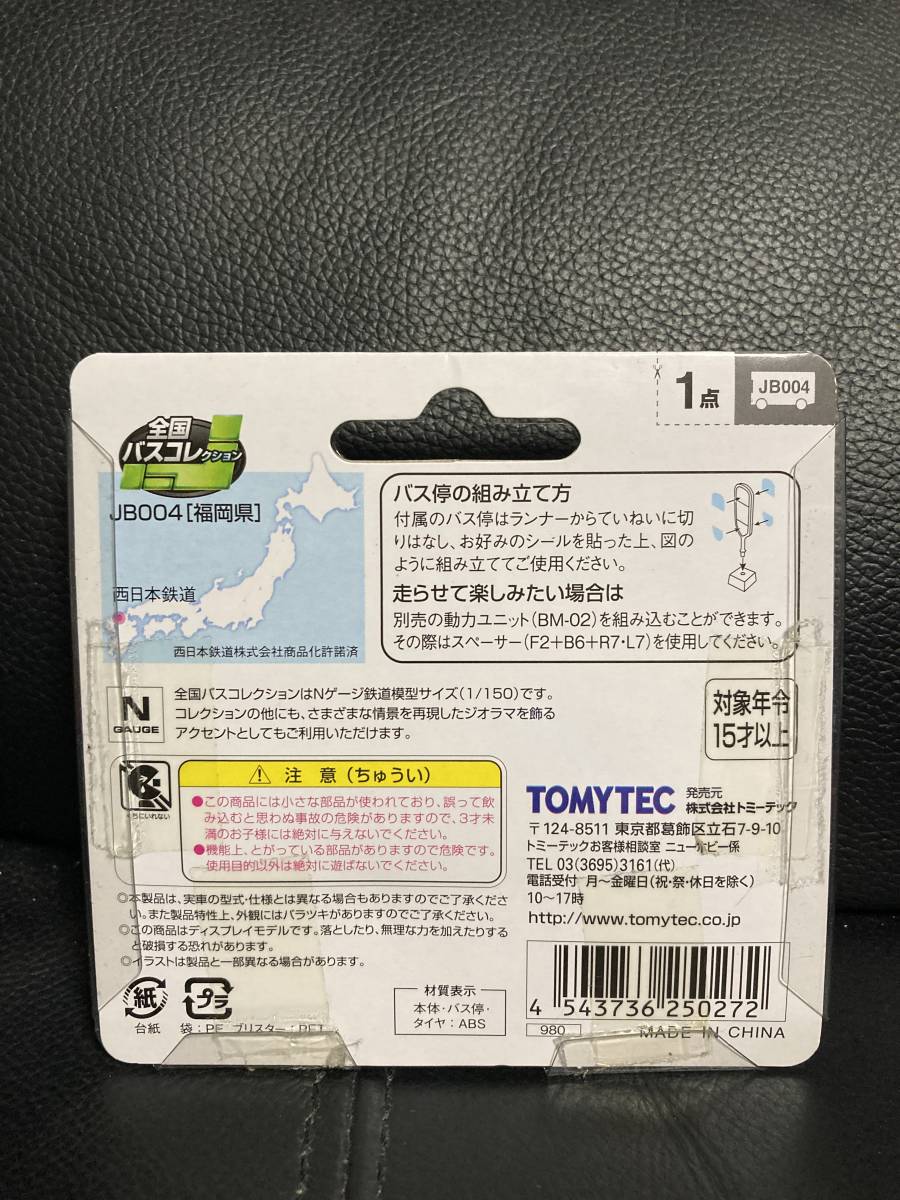 1点
JB004
全国
バスコレクション
JB004[福岡県]
西日本鉄道
西日本鉄道株式会社商品化許諾済
バス停の組み立て方
付属のバス停はランナーからていねいに切
りはなし、お好みのシールを貼った上、図の
ように組み立ててご使用ください。
走らせて楽しみたい場合は
別売の動力ユニット(BM-02)を組み込むことができます。
その際はスペーサー(F2+B6+R7・L7)を使用してください。
N
GAUGE
全国バスコレクションはNゲージ鉄道模型サイズ(1/150)です。
コレクションの他にも、さまざまな情景を再現したジオラマを飾る
アクセントとしてもご利用いただけます。
対象年令
15才以上
くちにいれない
⚠ 注 意(ちゅうい)
●この商品には小さな部品が使われており、誤って飲
み込むと思わぬ事故の危険がありますので、3才未
満のお子様には絶対に与えないでください。
●機能上、とがっている部品がありますので危険です。
使用目的以外は絶対に遊ばないでください。
TOMYTEC 発売元
株式会社トミーテック
〒124-8511 東京都葛飾区立石7-9-10
トミーテックお客様相談室 ニューホビー係
TEL 03(3695)3161(代)
電話受付 月〜金曜日(祝・祭・休日を除く)
10〜17時
http://www.tomytec.co.jp
◎本製品は、実車の型式・仕様とは異なる場合もありますのでご了承くださ
い。また製品特性上、外観にはバラツキがありますのでご了承ください。
◎この商品はディスプレイモデルです。落としたり、無理な力を加えたりする
と破損する恐れがあります。
◎イラストは製品と一部異なる場合があります。
紙
台紙
プラ
袋:PE ブリスター:PET
材質表示
本体・バス停・
タイヤ:ABS
4 543736 250272
980
MADE IN CHINA